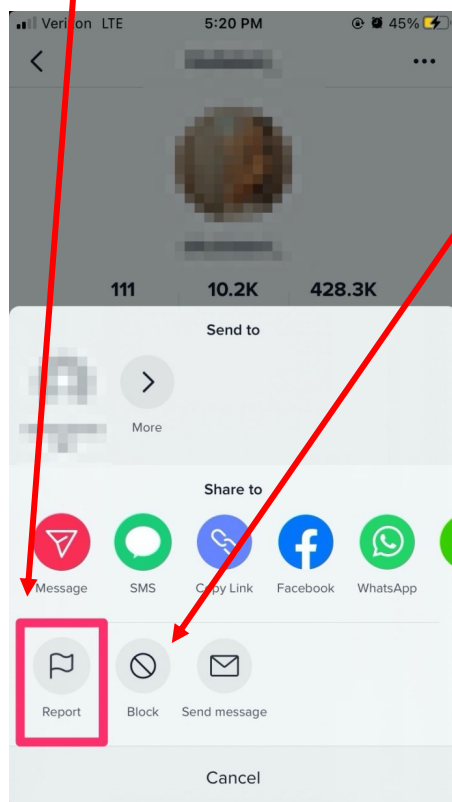 Verizon LTE 5:20 PM 45%
111 10.2K 428.3K
Send to
More
Share to
Message SMS Copy Link Facebook WhatsApp
Report Block Send message
Cancel